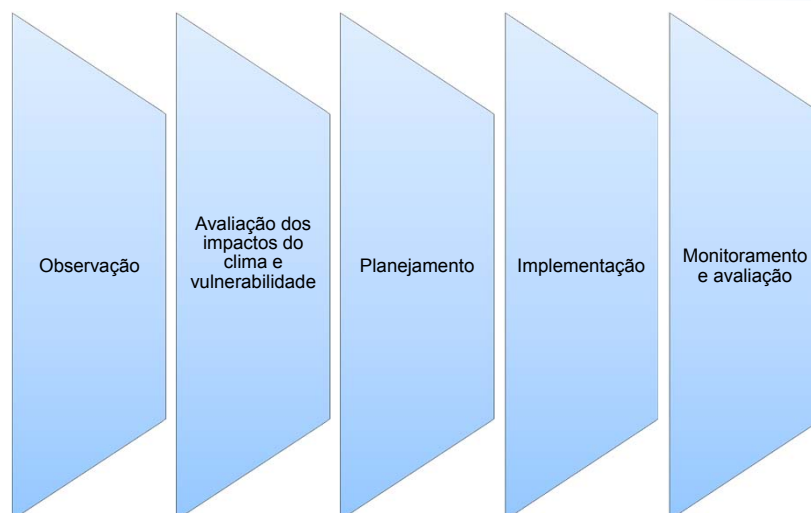 Observação
Avaliação dos
impactos do
clima e
vulnerabilidade
Planejamento
Implementação
Monitoramento
e avaliação